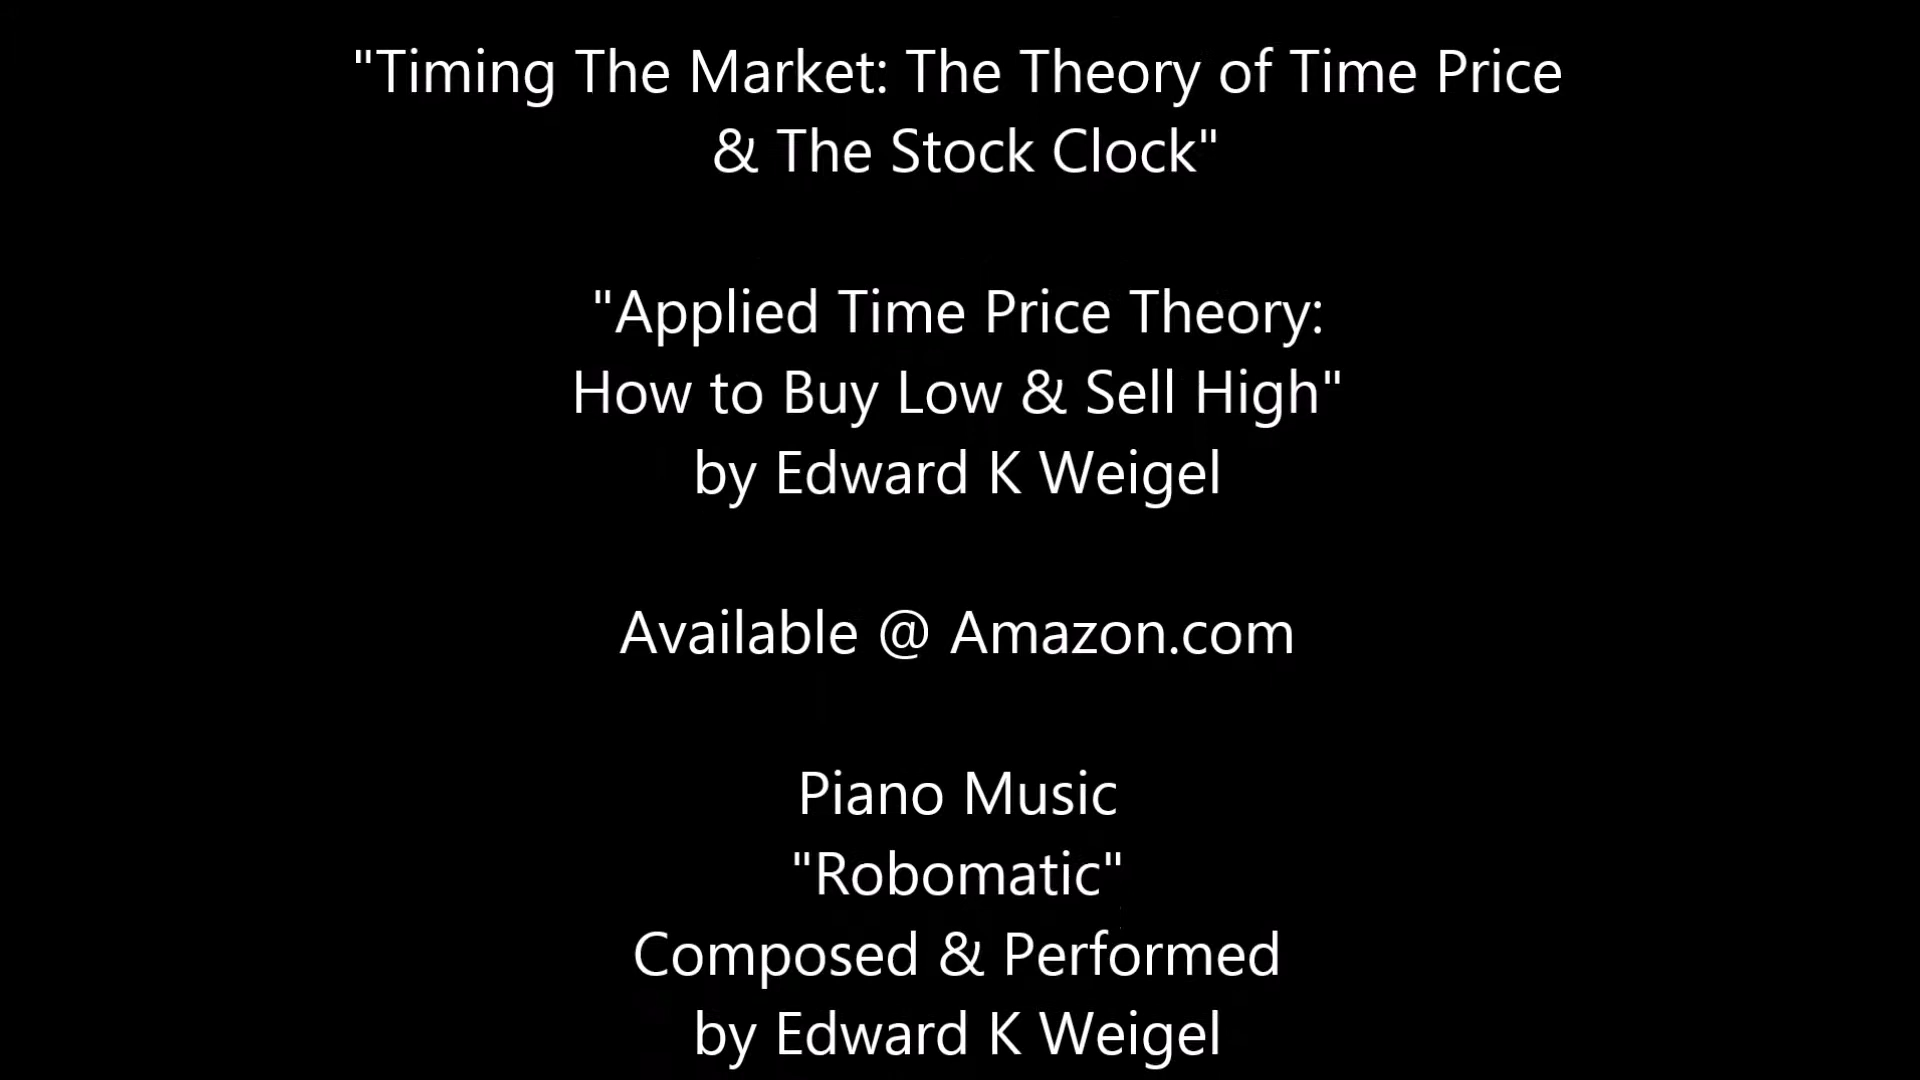 "Timing The Market: The Theory of Time Price
& The Stock Clock"
"Applied Time Price Theory:
How to Buy Low & Sell High"
by Edward K Weigel
Available @ Amazon.com
Piano Music
"Robomatic"
Composed & Performed
by Edward K Weigel